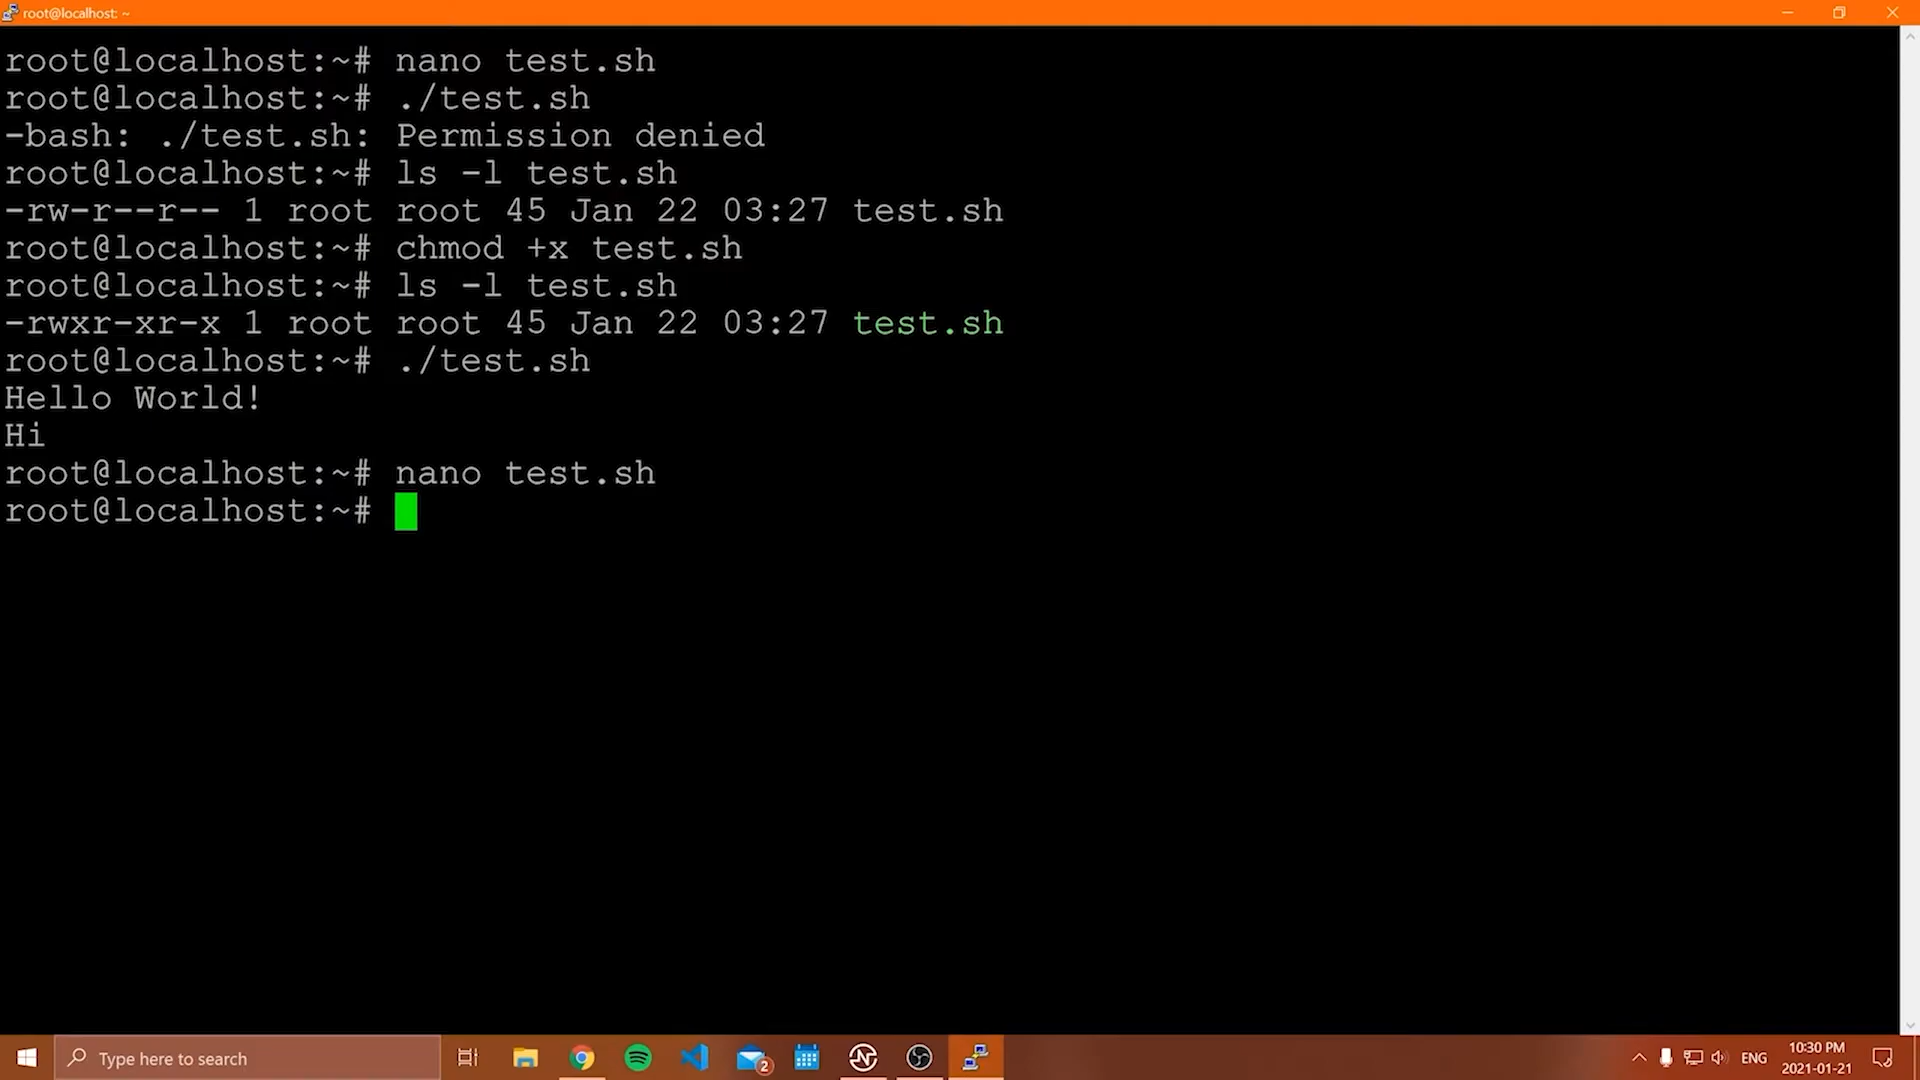 root@localhost: ~
root@localhost:~# nano test.sh
root@localhost:~# ./test.sh
-bash: ./test.sh: Permission denied
root@localhost:~# ls -l test.sh
-rw-r--r-- 1 root root 45 Jan 22 03:27 test.sh
root@localhost:~# chmod +x test.sh
root@localhost:~# ls -l test.sh
-rwxr-xr-x 1 root root 45 Jan 22 03:27 test.sh
root@localhost:~# ./test.sh
Hello World!
Hi
root@localhost:~# nano test.sh
root@localhost:~#
Type here to search
2
ENG
10:30 PM
2021-01-21